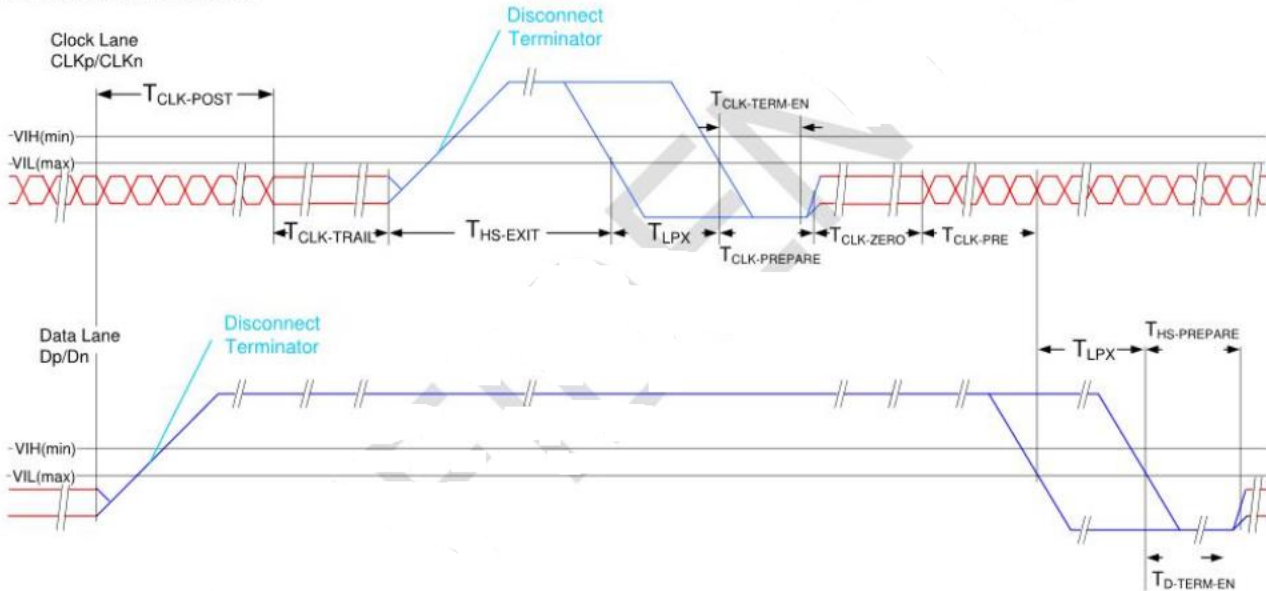 Disconnect
Terminator
Clock Lane
CLKp/CLKn
TCLK-POST
TCLK-TERM-EN
VIH(min)
VIL(max)
TCLK-TRAIL
THS-EXIT
TLPX
TCLK-PREPARE
TCLK-ZERO
TCLK-PRE
Data Lane
Dp/Dn
Disconnect
Terminator
TLPX
THS-PREPARE
VIH(min)
VIL(max)
TD-TERM-EN